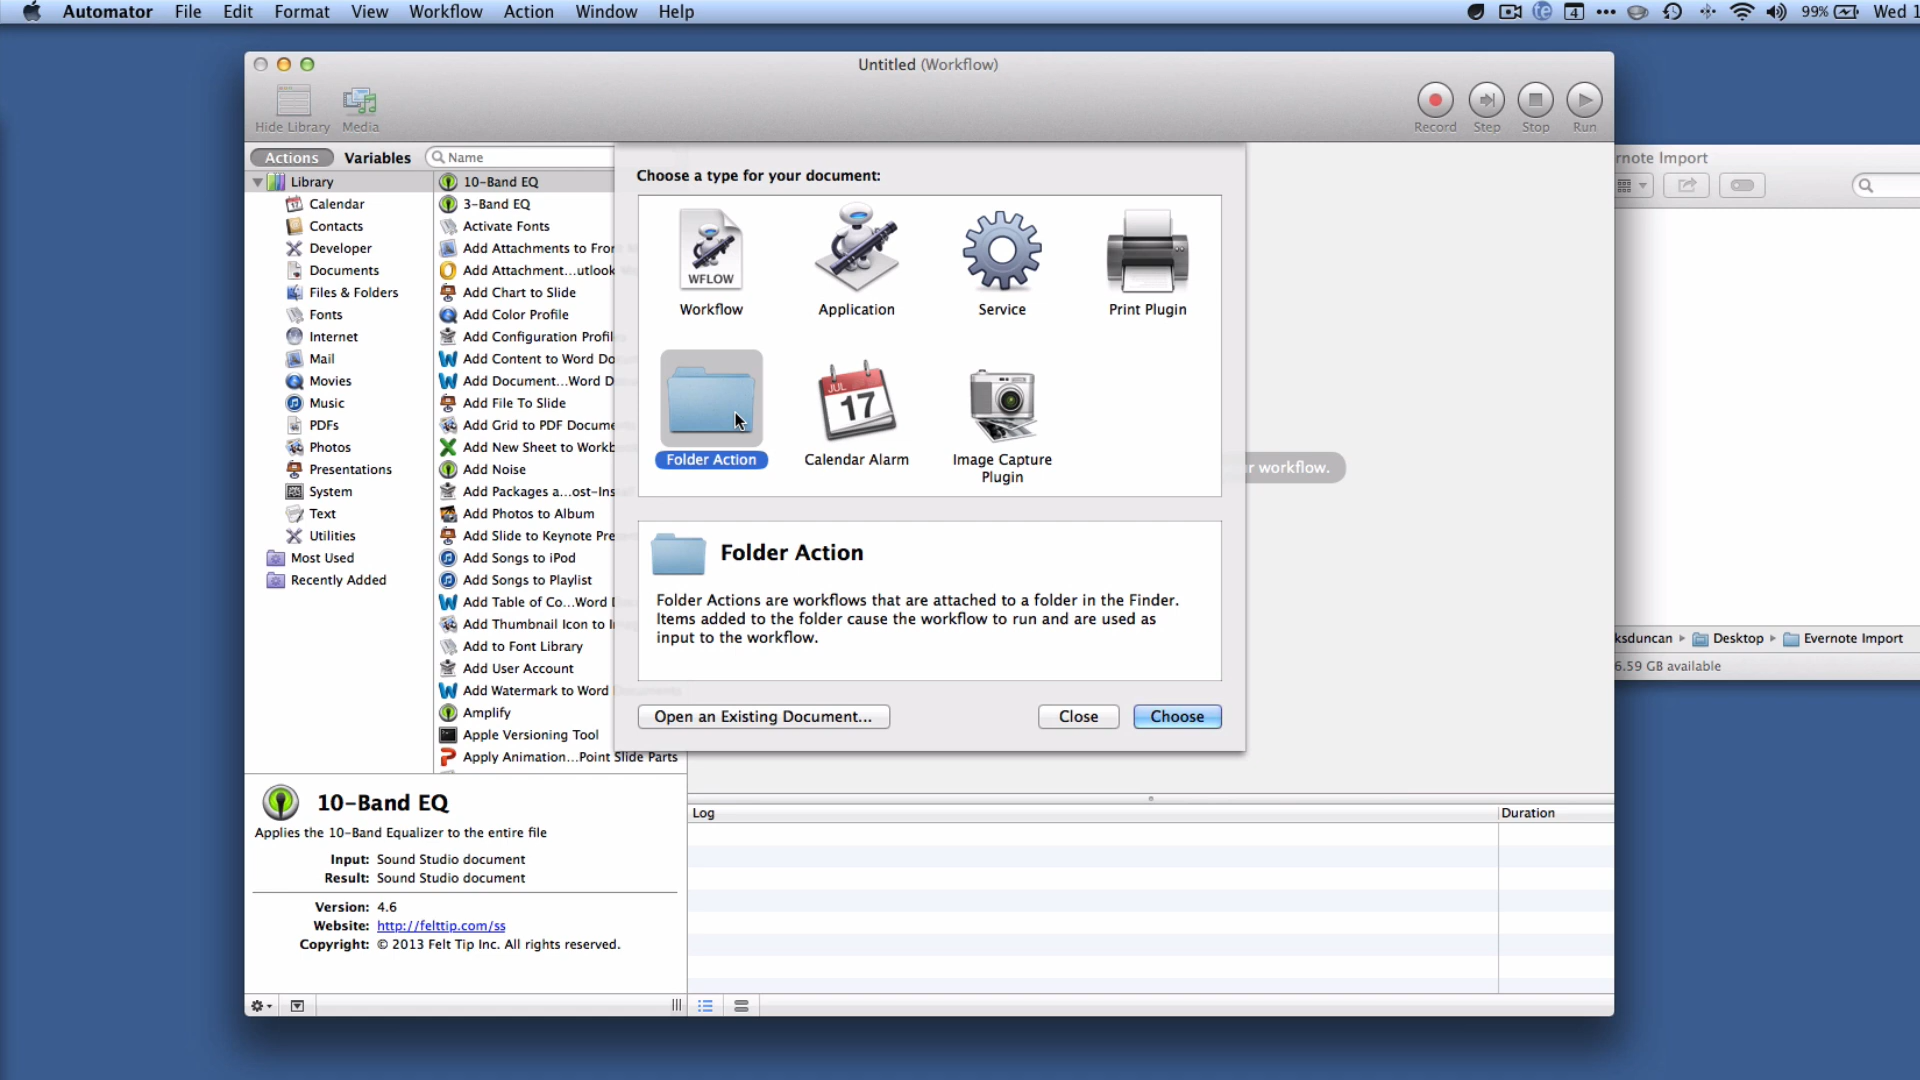 Automator File Edit Format View Workflow Action Window Help
4 99% Wed 1
Untitled (Workflow)
Hide Library Media
Record Step Stop Run
Actions Variables Name
Library
Calendar
Contacts
Developer
Documents
Files & Folders
Fonts
Internet
Mail
Movies
Music
PDFs
Photos
Presentations
System
Text
Utilities
Most Used
Recently Added
10-Band EQ
3-Band EQ
Activate Fonts
Add Attachments to Fron
Add Attachment...utlook
Add Chart to Slide
Add Color Profile
Add Configuration Profile
Add Content to Word Do
Add Document...Word D
Add File To Slide
Add Grid to PDF Docume
Add New Sheet to Workb
Add Noise
Add Packages a...ost-Ins
Add Photos to Album
Add Slide to Keynote Pre
Add Songs to iPod
Add Songs to Playlist
Add Table of Co...Word
Add Thumbnail Icon to I
Add to Font Library
Add User Account
Add Watermark to Word Documents
Amplify
Apple Versioning Tool
Apply Animation...Point Slide Parts
Choose a type for your document:
WFLOW
Workflow Application Service Print Plugin
JUL
17
Folder Action Calendar Alarm Image Capture
Plugin
Folder Action
Folder Actions are workflows that are attached to a folder in the Finder.
Items added to the folder cause the workflow to run and are used as
input to the workflow.
Open an Existing Document... Close Choose
r workflow.
10-Band EQ
Applies the 10-Band Equalizer to the entire file
Input: Sound Studio document
Result: Sound Studio document
Version: 4.6
Website: http://felttip.com/ss
Copyright: © 2013 Felt Tip Inc. All rights reserved.
Log Duration
rnote Import
ksduncan Desktop Evernote Import
6.59 GB available